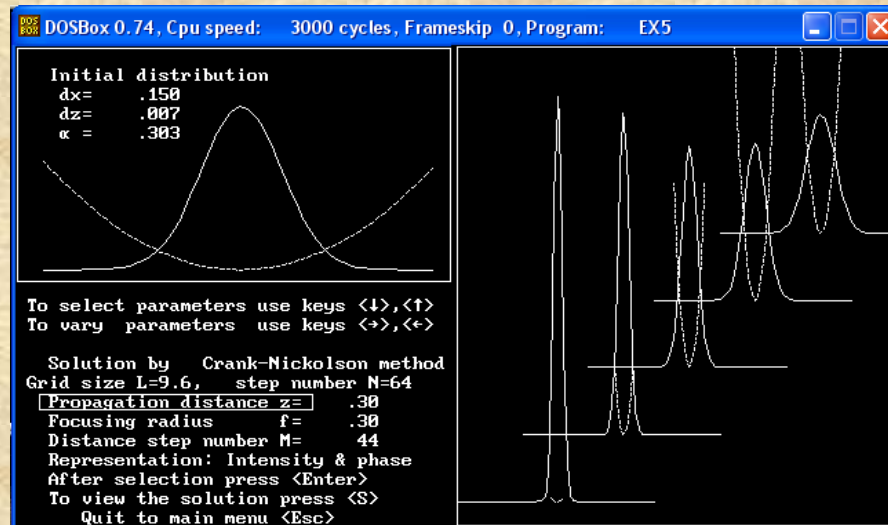 DOS BOX DOSBox 0.74, Cpu speed: 3000 cycles, Frameskip 0, Program: EX5
Initial distribution
dx= .150
dz= .007
α = .303
To select parameters use keys <↓>,<↑>
To vary parameters use keys <→>,<←>
Solution by Crank-Nickolson method
Grid size L=9.6, step number N=64
Propagation distance z= .30
Focusing radius f= .30
Distance step number M= 44
Representation: Intensity & phase
After selection press <Enter>
To view the solution press <S>
Quit to main menu <Esc>